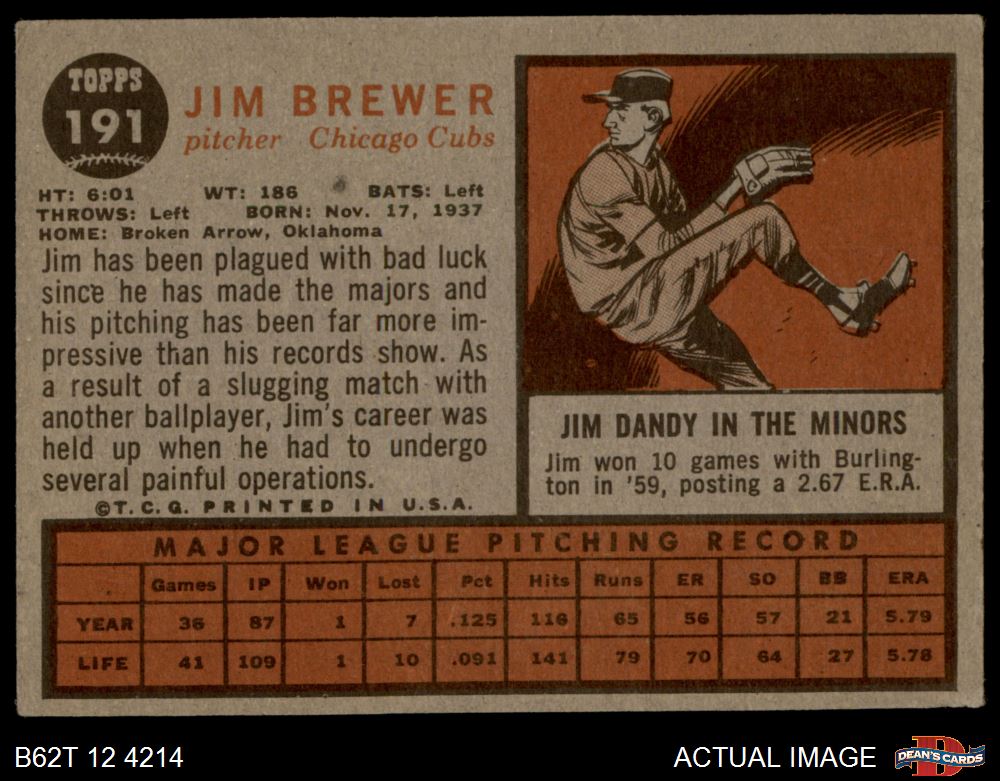 TOPPS
191
JIM BREWER
pitcher Chicago Cubs
HT: 6:01 WT: 186 BATS: Left
THROWS: Left BORN: Nov. 17, 1937
HOME: Broken Arrow, Oklahoma
Jim has been plagued with bad luck
since he has made the majors and
his pitching has been far more im-
pressive than his records show. As
a result of a slugging match with
another ballplayer, Jim's career was
held up when he had to undergo
several painful operations.
©T. C. G. PRINTED IN U.S.A.
JIM DANDY IN THE MINORS
Jim won 10 games with Burling-
ton in '59, posting a 2.67 E.R.A.
MAJOR LEAGUE PITCHING RECORD
Games IP Won Lost Pct Hits Runs ER SO BB ERA
YEAR 36 87 1 7 .125 116 65 56 57 21 5.79
LIFE 41 109 1 10 .091 141 79 70 64 27 5.78
B62T 12 4214
ACTUAL IMAGE
D
DEAN'S CARDS